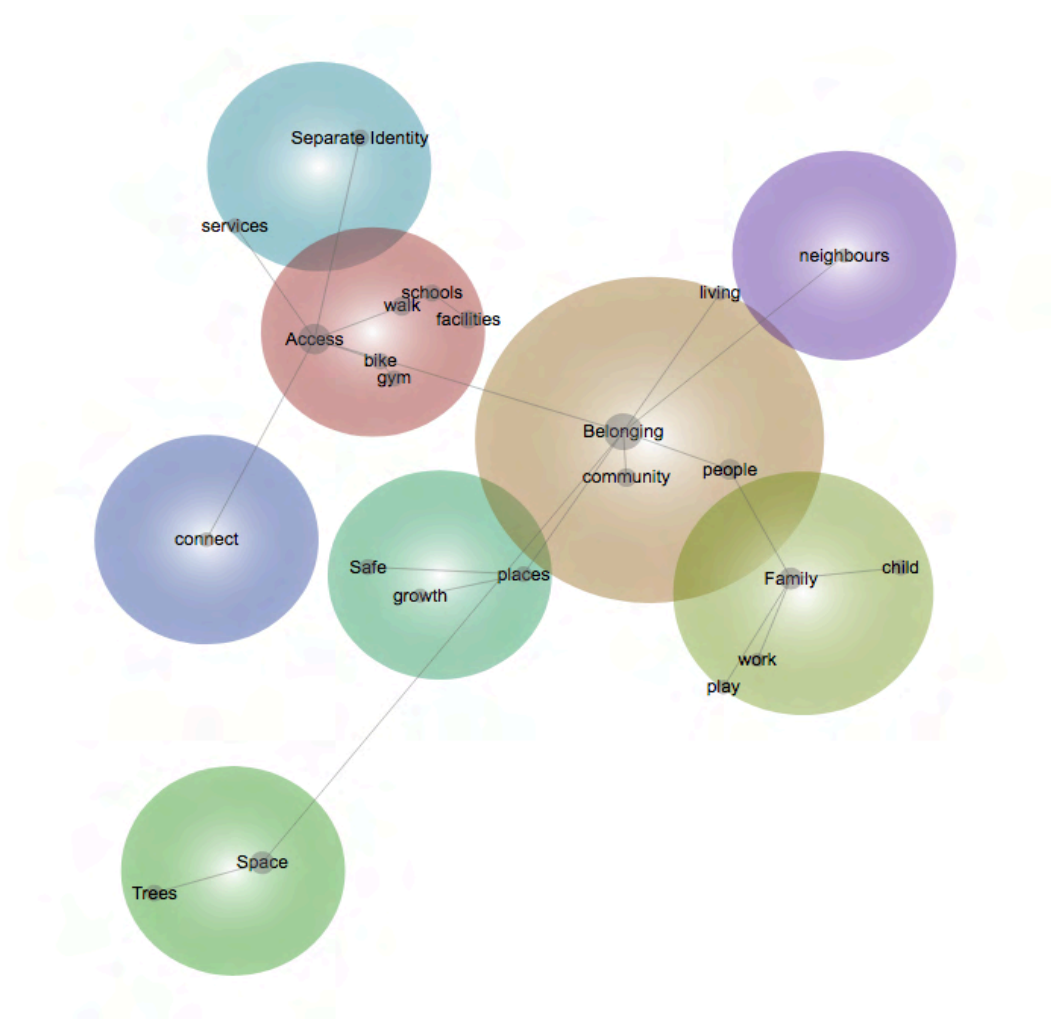 Separate Identity
services
neighbours
schools
living
walk
facilities
Access
bike
gym
Belonging
people
community
connect
Safe
places
child
Family
growth
work
play
Space
Trees